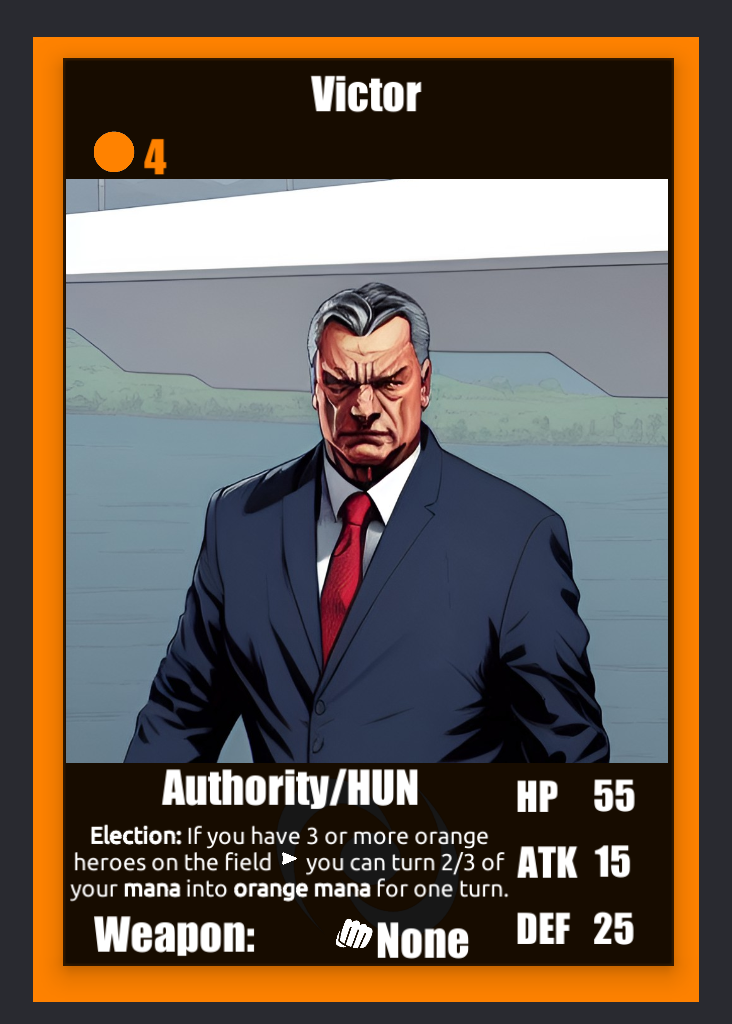 Victor
4
Authority/HUN
HP 55
Election: If you have 3 or more orange
heroes on the field ► you can turn 2/3 of
your mana into orange mana for one turn.
ATK 15
Weapon: None
DEF 25